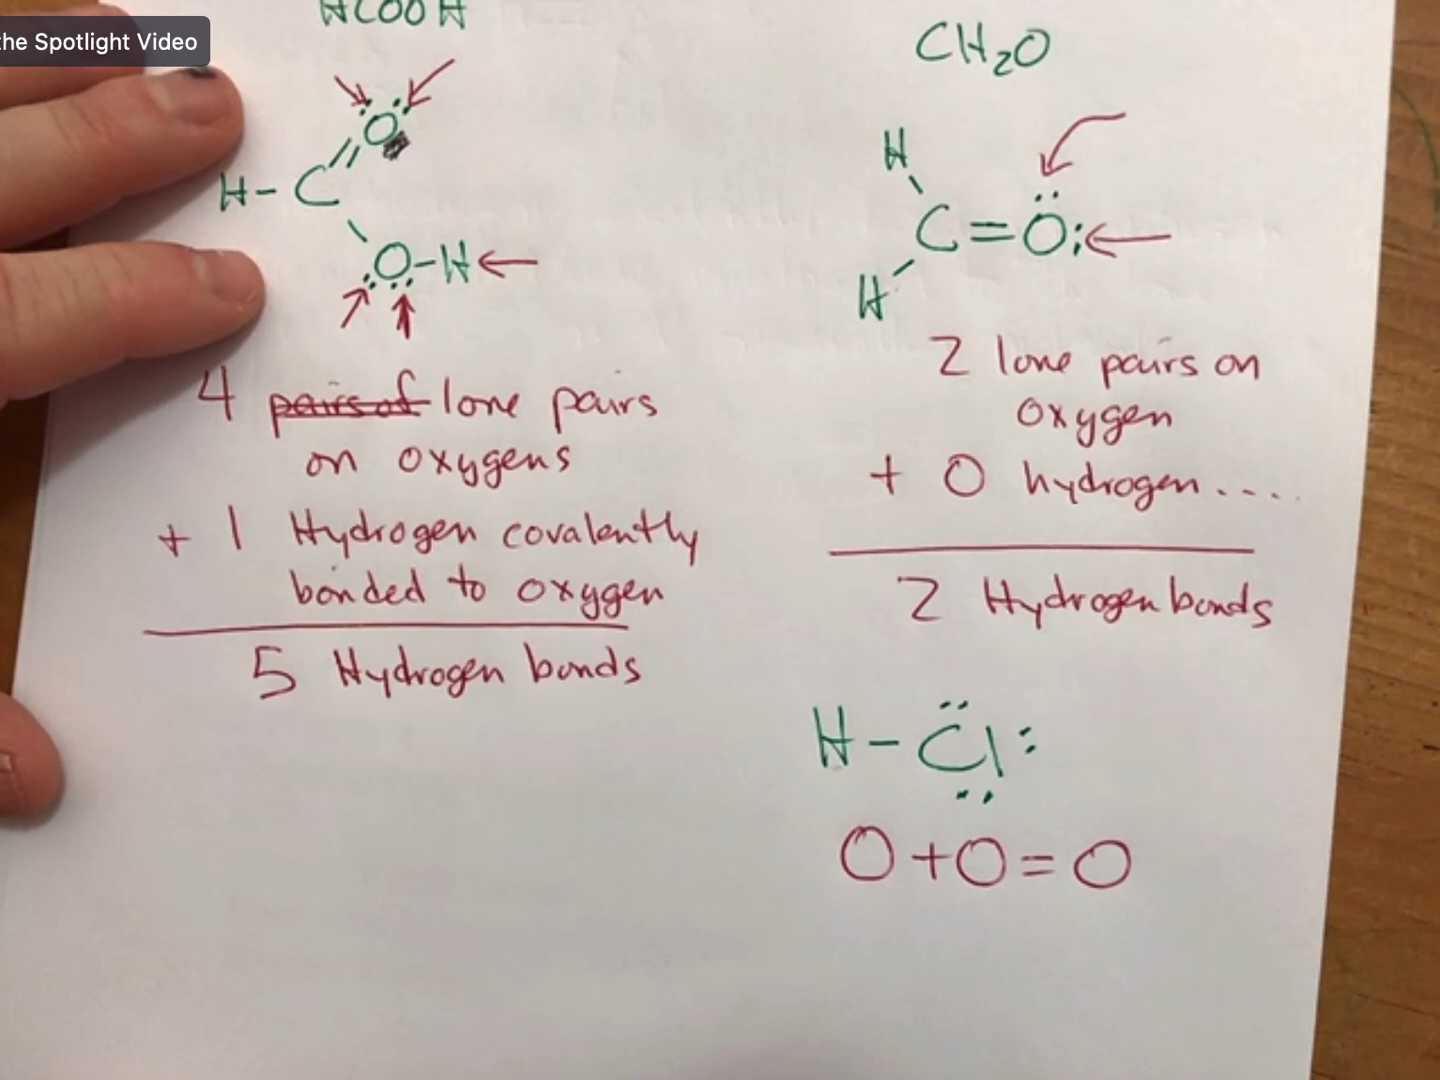 the Spotlight Video
HCOOH
O
H-C
O-H
4 pairs of lone pairs
on oxygens
+ 1 Hydrogen covalently
bonded to oxygen
5 Hydrogen bonds
CH₂O
H
C=O:
H
2 lone pairs on
oxygen
+ 0 hydrogen....
2 Hydrogen bonds
H-Cl:
0+0=0